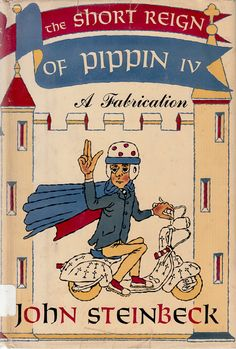 the SHORT REIGN
OF PIPPIN IV
A Fabrication
JOHN STEINBECK